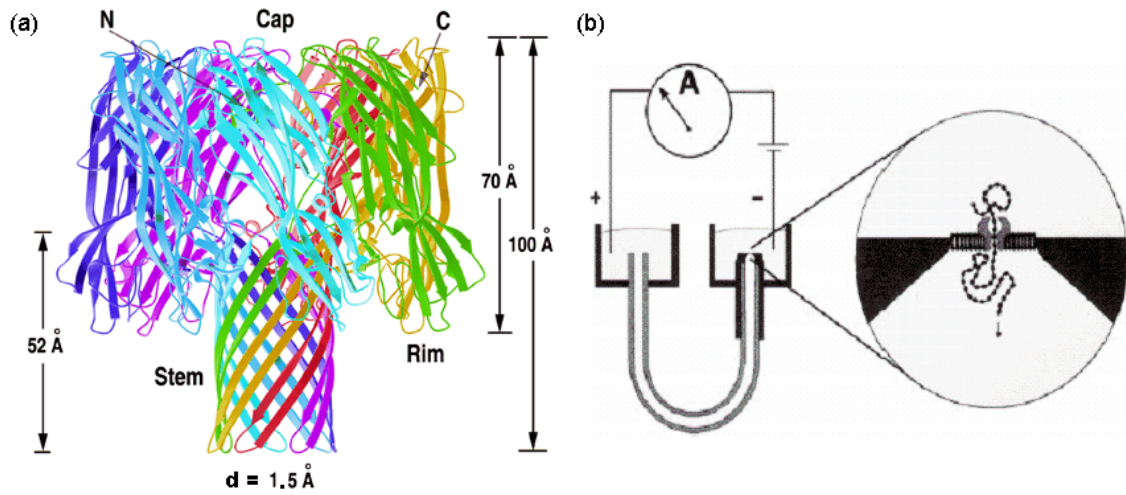 (a)
N
Cap
C
70 Å
100 Å
52 Å
Stem
Rim
d = 1.5 Å
(b)
A
+
-